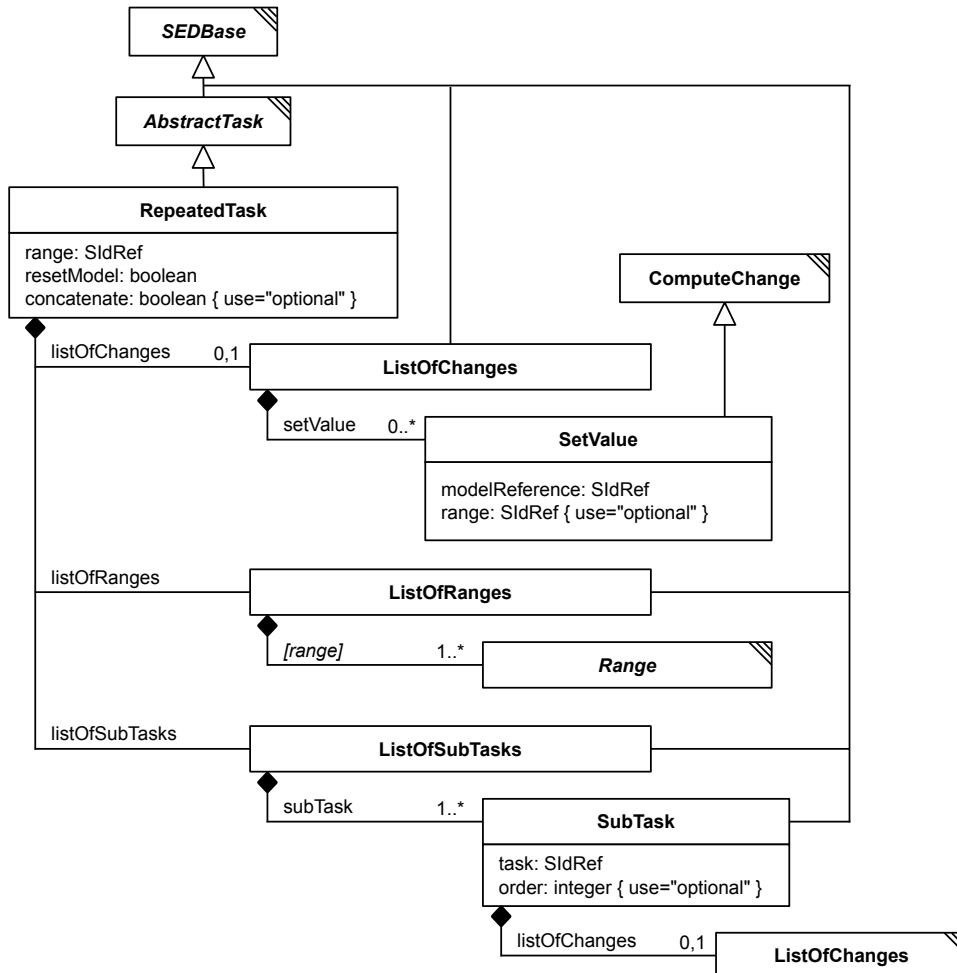 SEDBase
AbstractTask
RepeatedTask
range: SIdRef
resetModel: boolean
concatenate: boolean { use="optional" }
ComputeChange
listOfChanges 0,1
ListOfChanges
setValue 0..*
SetValue
modelReference: SIdRef
range: SIdRef { use="optional" }
listOfRanges
ListOfRanges
[range] 1..*
Range
listOfSubTasks
ListOfSubTasks
subTask 1..*
SubTask
task: SIdRef
order: integer { use="optional" }
listOfChanges 0,1
ListOfChanges